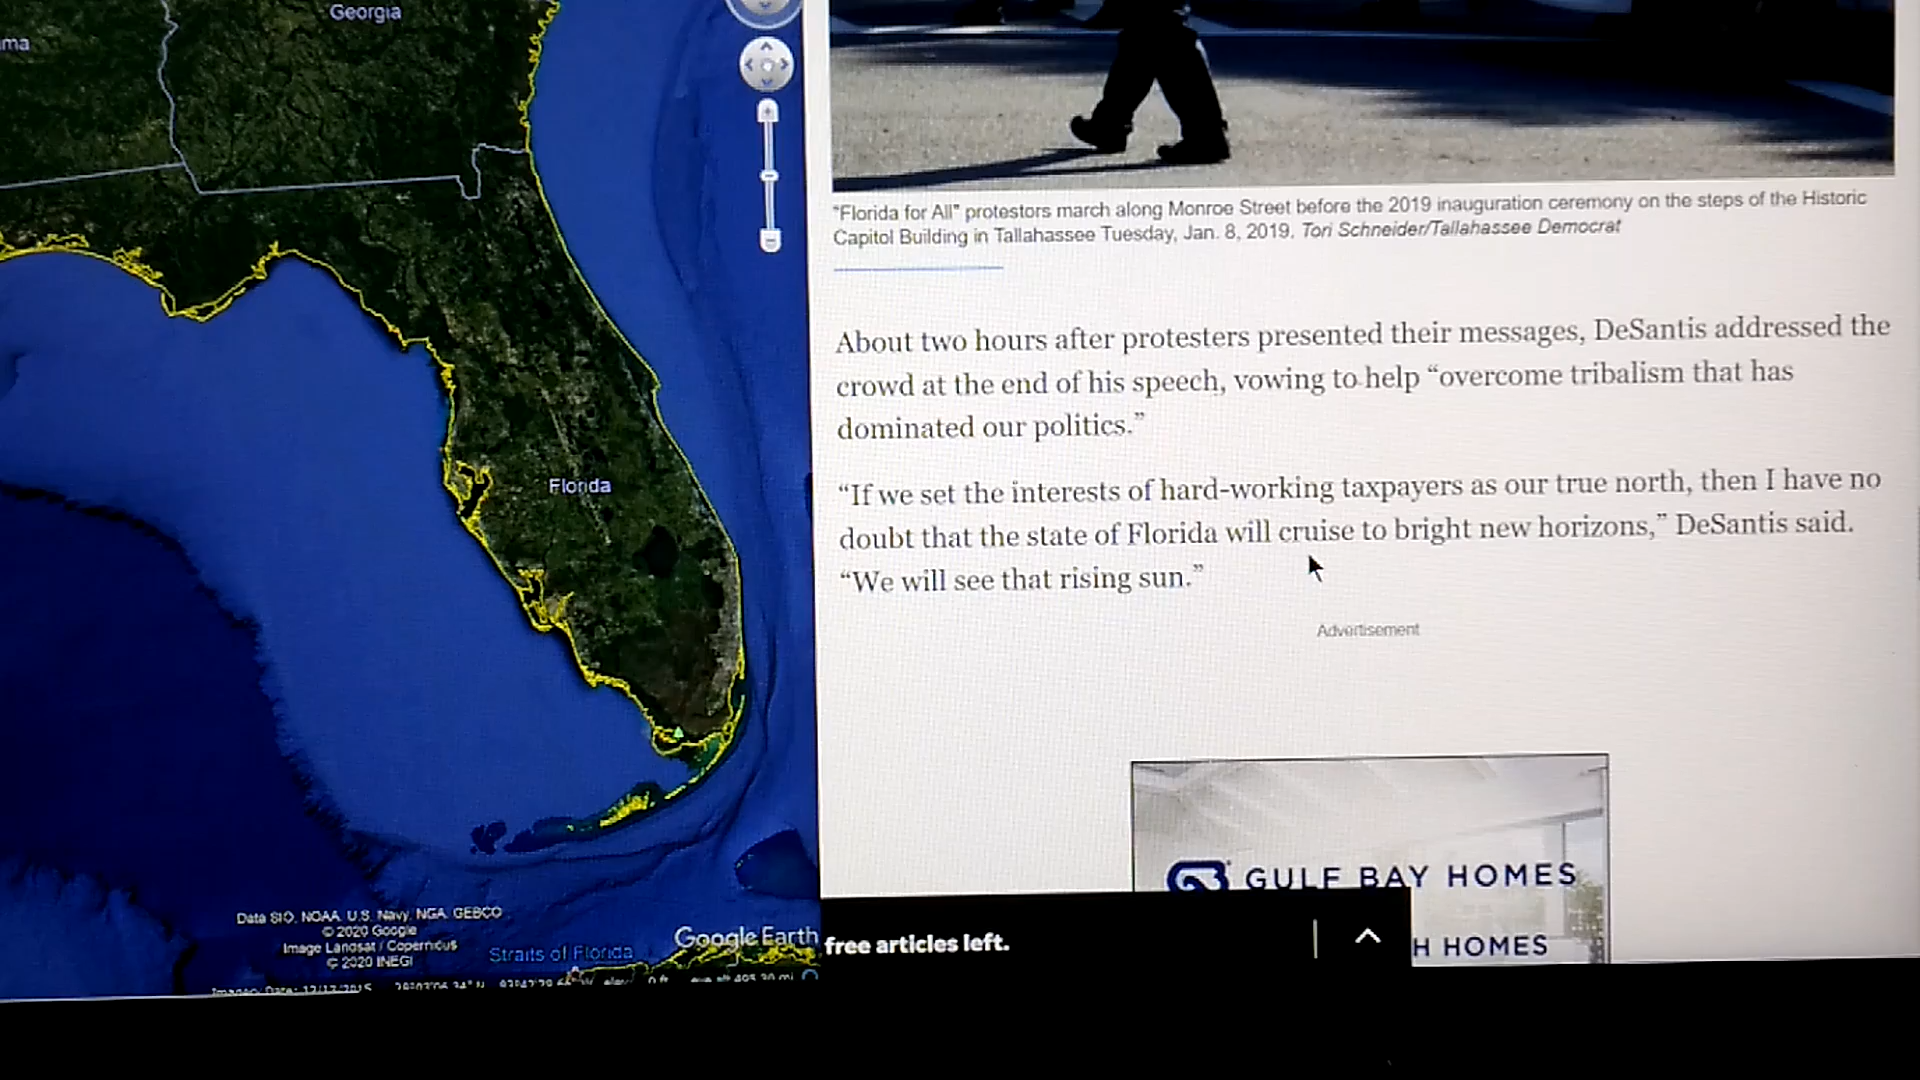 Georgia
ma
Florida
Data SIO, NOAA, U.S. Navy, NGA, GEBCO
© 2020 Google
Image Landsat / Copernicus
© 2020 INEGI
Straits of Florida
Google Earth
Imagery Date: 12/13/2015
"Florida for All" protestors march along Monroe Street before the 2019 inauguration ceremony on the steps of the Historic
Capitol Building in Tallahassee Tuesday, Jan. 8, 2019. Tori Schneider/Tallahassee Democrat
About two hours after protesters presented their messages, DeSantis addressed the
crowd at the end of his speech, vowing to help “overcome tribalism that has
dominated our politics.”
“If we set the interests of hard-working taxpayers as our true north, then I have no
doubt that the state of Florida will cruise to bright new horizons,” DeSantis said.
“We will see that rising sun.”
Advertisement
GULF BAY HOMES
H HOMES
free articles left.